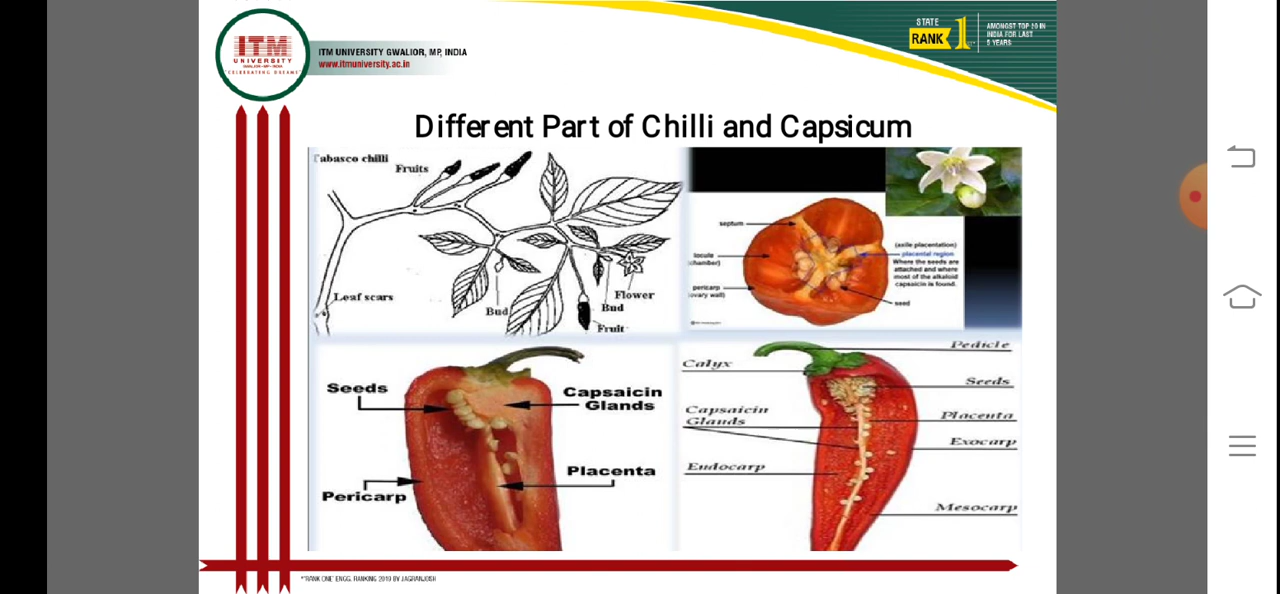 ITM
UNIVERSITY
GWALIOR • MP • INDIA
"CELEBRATING DREAMS"
ITM UNIVERSITY GWALIOR, MP, INDIA
www.itmuniversity.ac.in
STATE
RANK 1
AMONGST TOP 20 IN
INDIA FOR LAST
5 YEARS
Different Part of Chilli and Capsicum
Tabasco chilli
Fruits
Leaf scars
Bud
Flower
Bud
Fruit
septum
locule
(chamber)
pericarp
(ovary wall)
(axile placentation)
placental region
Where the seeds are
attached and where
most of the alkaloid
capsaicin is found.
seed
Seeds
Capsaicin
Glands
Placenta
Pericarp
Pedicle
Calyx
Seeds
Capsaicin
Glands
Placenta
Exocarp
Endocarp
Mesocarp
*"RANK ONE" ENGG. RANKING 2019 BY JAGRANJOSH